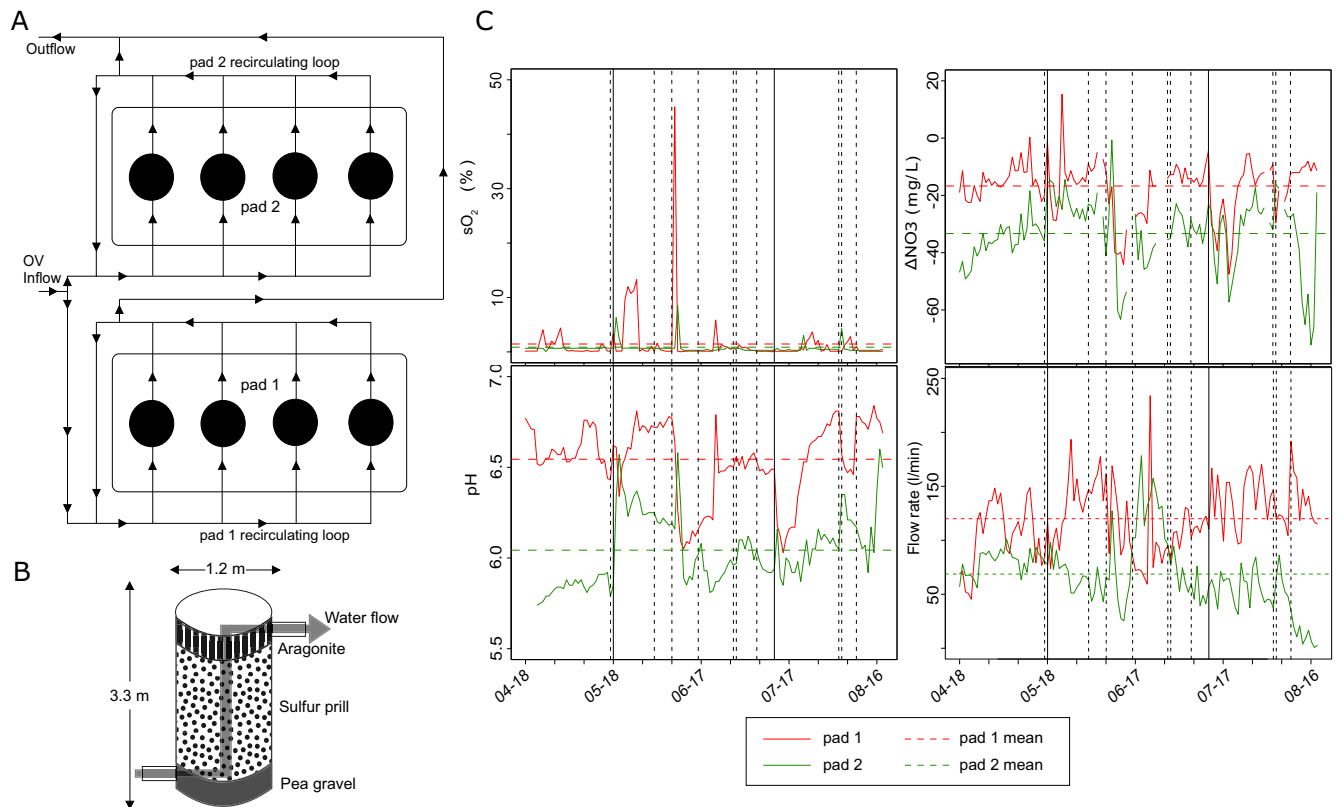 A
Outflow
pad 2 recirculating loop
pad 2
OV
Inflow
pad 1
pad 1 recirculating loop
B
1.2 m
Water flow
Aragonite
3.3 m
Sulfur prill
Pea gravel
C
50
30
10
sO₂ (%)
20
0
-20
-40
-60
ΔNO3 (mg/L)
7.0
6.5
6.0
5.5
pH
250
150
50
Flow rate (l/min)
04-18
05-18
06-17
07-17
08-16
04-18
05-18
06-17
07-17
08-16
pad 1
pad 1 mean
pad 2
pad 2 mean